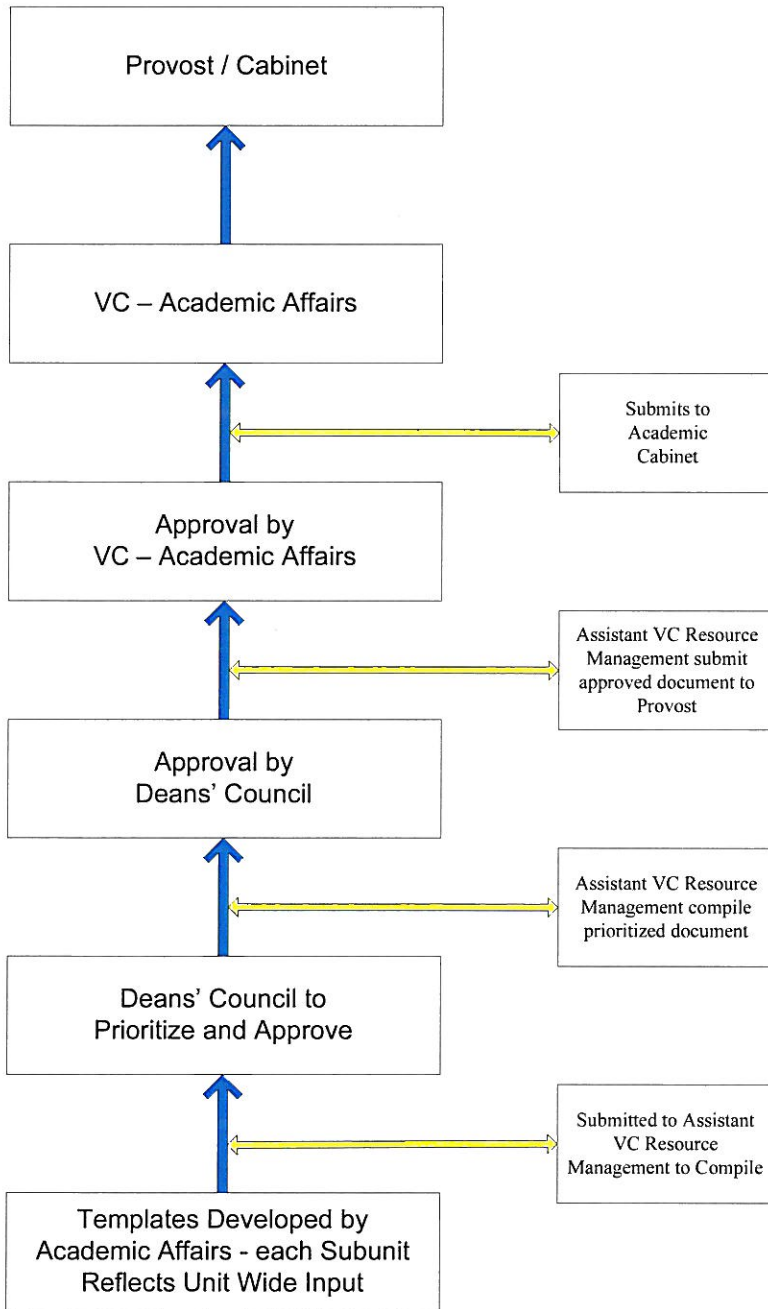 Provost / Cabinet
VC – Academic Affairs
Submits to
Academic
Cabinet
Approval by
VC – Academic Affairs
Assistant VC Resource
Management submit
approved document to
Provost
Approval by
Deans’ Council
Assistant VC Resource
Management compile
prioritized document
Deans’ Council to
Prioritize and Approve
Submitted to Assistant
VC Resource
Management to Compile
Templates Developed by
Academic Affairs - each Subunit
Reflects Unit Wide Input